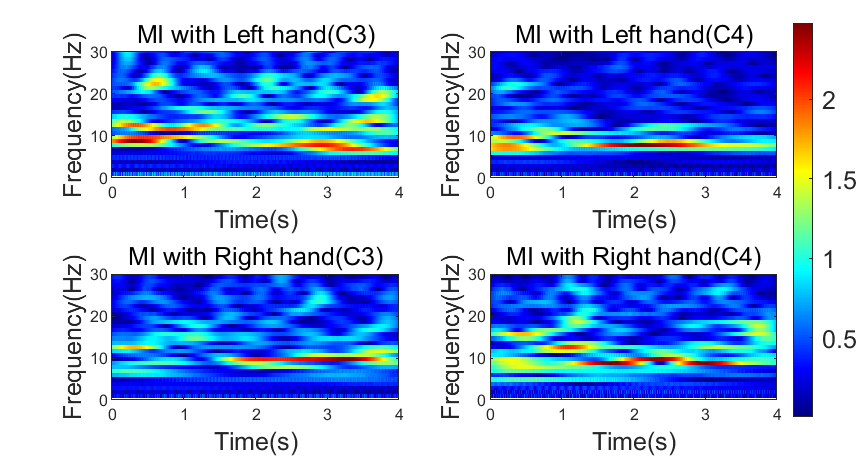 MI with Left hand(C3)
Frequency(Hz)
30
20
10
0
0 1 2 3 4
Time(s)
MI with Left hand(C4)
Frequency(Hz)
30
20
10
0
0 1 2 3 4
Time(s)
MI with Right hand(C3)
Frequency(Hz)
30
20
10
0
0 1 2 3 4
Time(s)
MI with Right hand(C4)
Frequency(Hz)
30
20
10
0
0 1 2 3 4
Time(s)
2
1.5
1
0.5